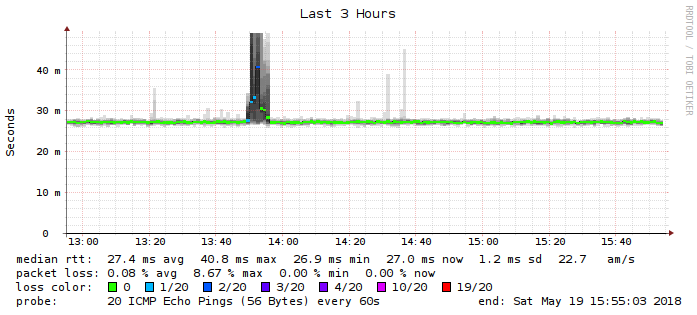 Last 3 Hours
RRDTOOL / TOBI OETIKER
Seconds
40 m
30 m
20 m
10 m
0
13:00 13:20 13:40 14:00 14:20 14:40 15:00 15:20 15:40
median rtt: 27.4 ms avg 40.8 ms max 26.9 ms min 27.0 ms now 1.2 ms sd 22.7 am/s
packet loss: 0.08 % avg 8.67 % max 0.00 % min 0.00 % now
loss color: 0 1/20 2/20 3/20 4/20 10/20 19/20
probe: 20 ICMP Echo Pings (56 Bytes) every 60s end: Sat May 19 15:55:03 2018